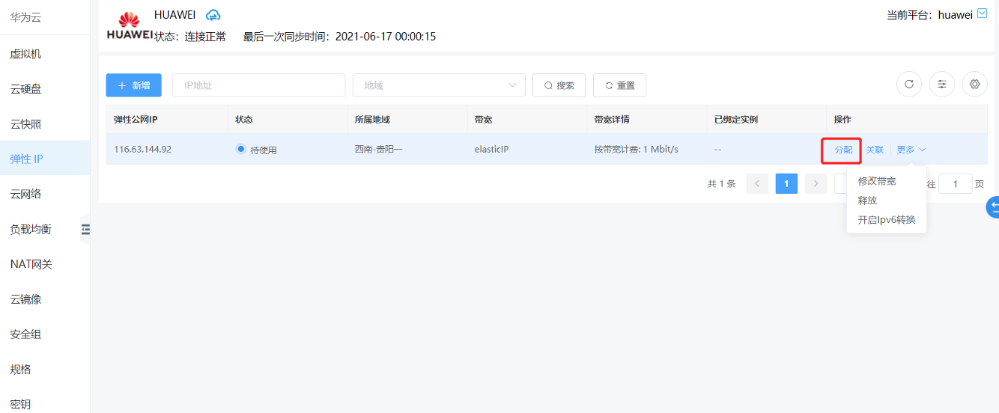 华为云
虚拟机
云硬盘
云快照
弹性 IP
云网络
负载均衡
NAT网关
云镜像
安全组
规格
密钥
HUAWEI
HUAWEI
当前平台：huawei
状态：连接正常 最后一次同步时间：2021-06-17 00:00:15
新增 IP地址 地域 搜索 重置
弹性公网IP 状态 所属地域 带宽 带宽详情 已绑定实例 操作
116.63.144.92 待使用 西南-贵阳一 elasticIP 按带宽计费: 1 Mbit/s -- 分配 关联 更多
共 1 条 1 往 1 页
修改带宽
释放
开启Ipv6转换